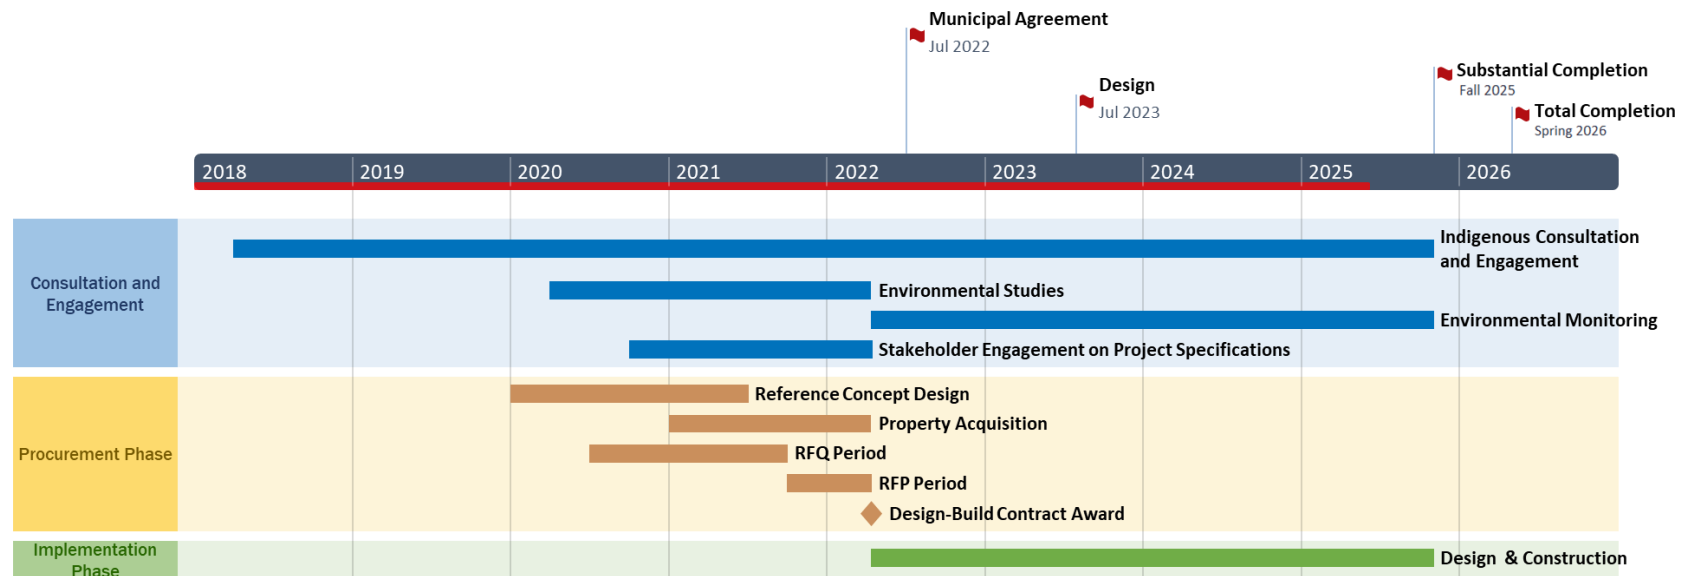 Municipal Agreement
Jul 2022
Substantial Completion
Fall 2025
Design
Jul 2023
Total Completion
Spring 2026
2018 2019 2020 2021 2022 2023 2024 2025 2026
Consultation and
Engagement
Indigenous Consultation
and Engagement
Environmental Studies
Environmental Monitoring
Stakeholder Engagement on Project Specifications
Procurement Phase
Reference Concept Design
Property Acquisition
RFQ Period
RFP Period
Design-Build Contract Award
Implementation
Phase
Design & Construction